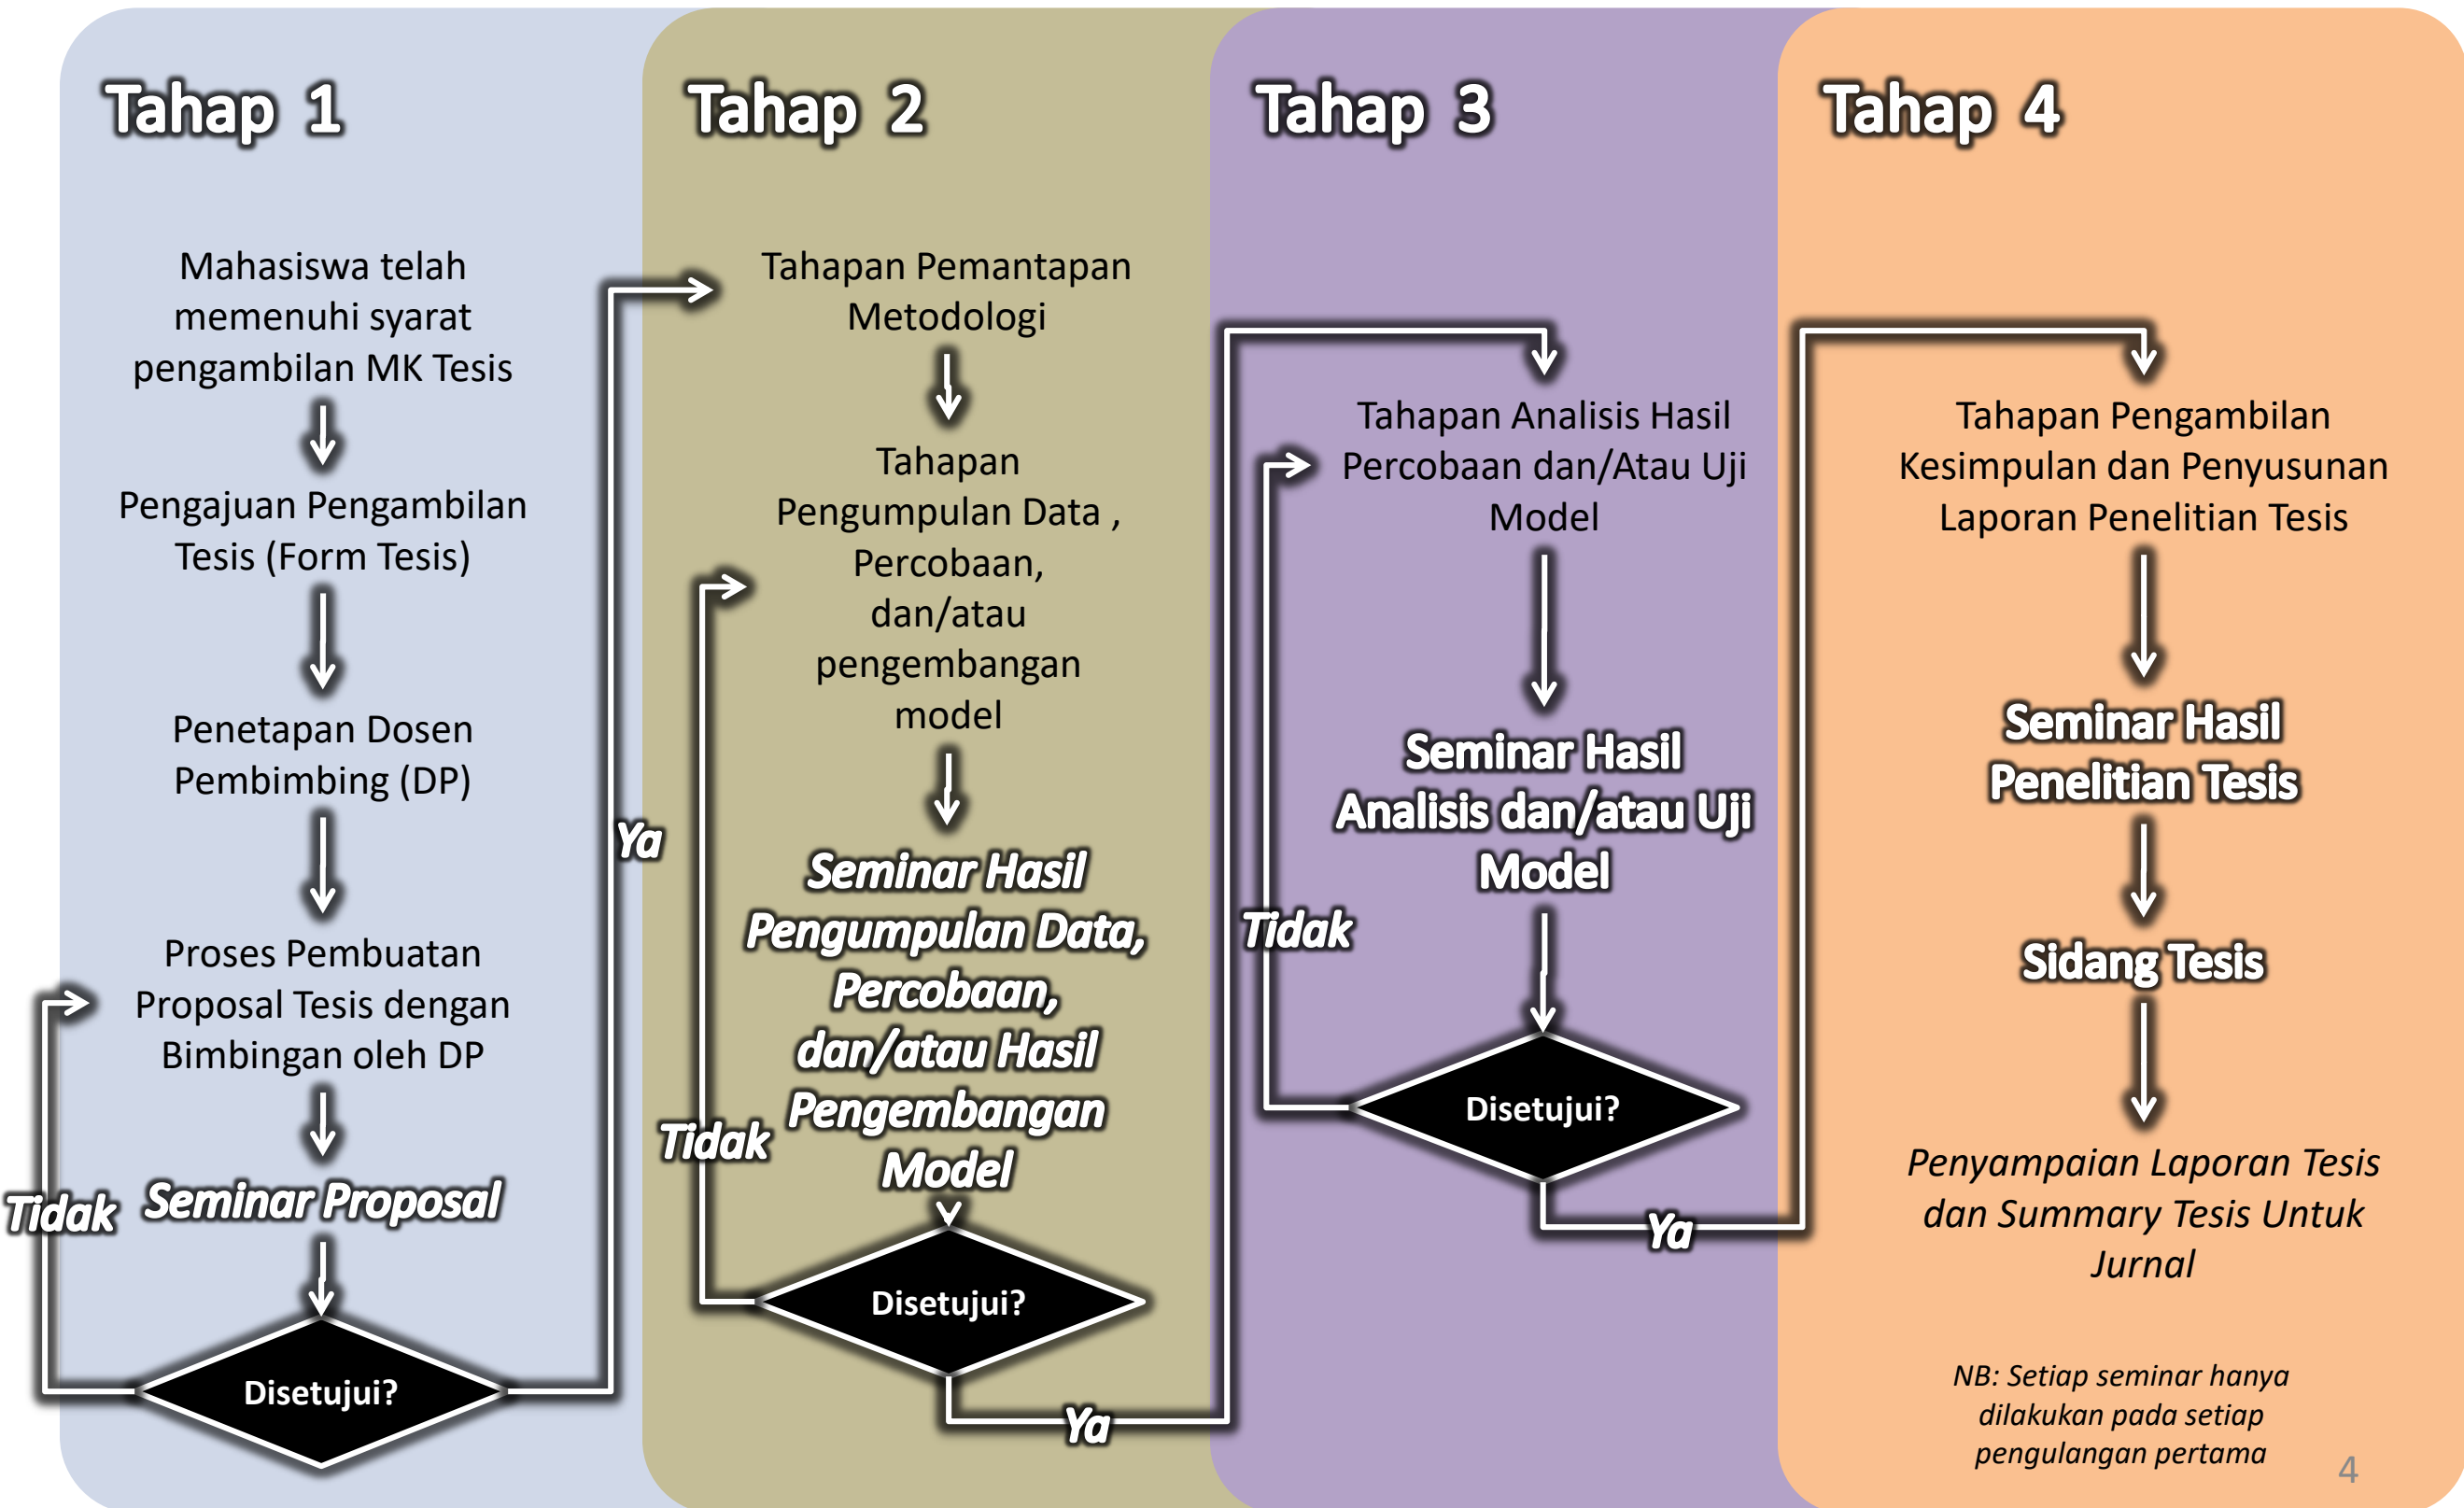 Tahap 1
Mahasiswa telah
memenuhi syarat
pengambilan MK Tesis
Pengajuan Pengambilan
Tesis (Form Tesis)
Penetapan Dosen
Pembimbing (DP)
Proses Pembuatan
Proposal Tesis dengan
Bimbingan oleh DP
Seminar Proposal
Tidak
Disetujui?
Ya
Tahap 2
Tahapan Pemantapan
Metodologi
Tahapan
Pengumpulan Data ,
Percobaan,
dan/atau
pengembangan
model
Seminar Hasil
Pengumpulan Data,
Percobaan,
dan/atau Hasil
Pengembangan
Model
Tidak
Disetujui?
Ya
Tahap 3
Tahapan Analisis Hasil
Percobaan dan/Atau Uji
Model
Seminar Hasil
Analisis dan/atau Uji
Model
Tidak
Disetujui?
Ya
Tahap 4
Tahapan Pengambilan
Kesimpulan dan Penyusunan
Laporan Penelitian Tesis
Seminar Hasil
Penelitian Tesis
Sidang Tesis
Penyampaian Laporan Tesis
dan Summary Tesis Untuk
Jurnal
NB: Setiap seminar hanya
dilakukan pada setiap
pengulangan pertama
4